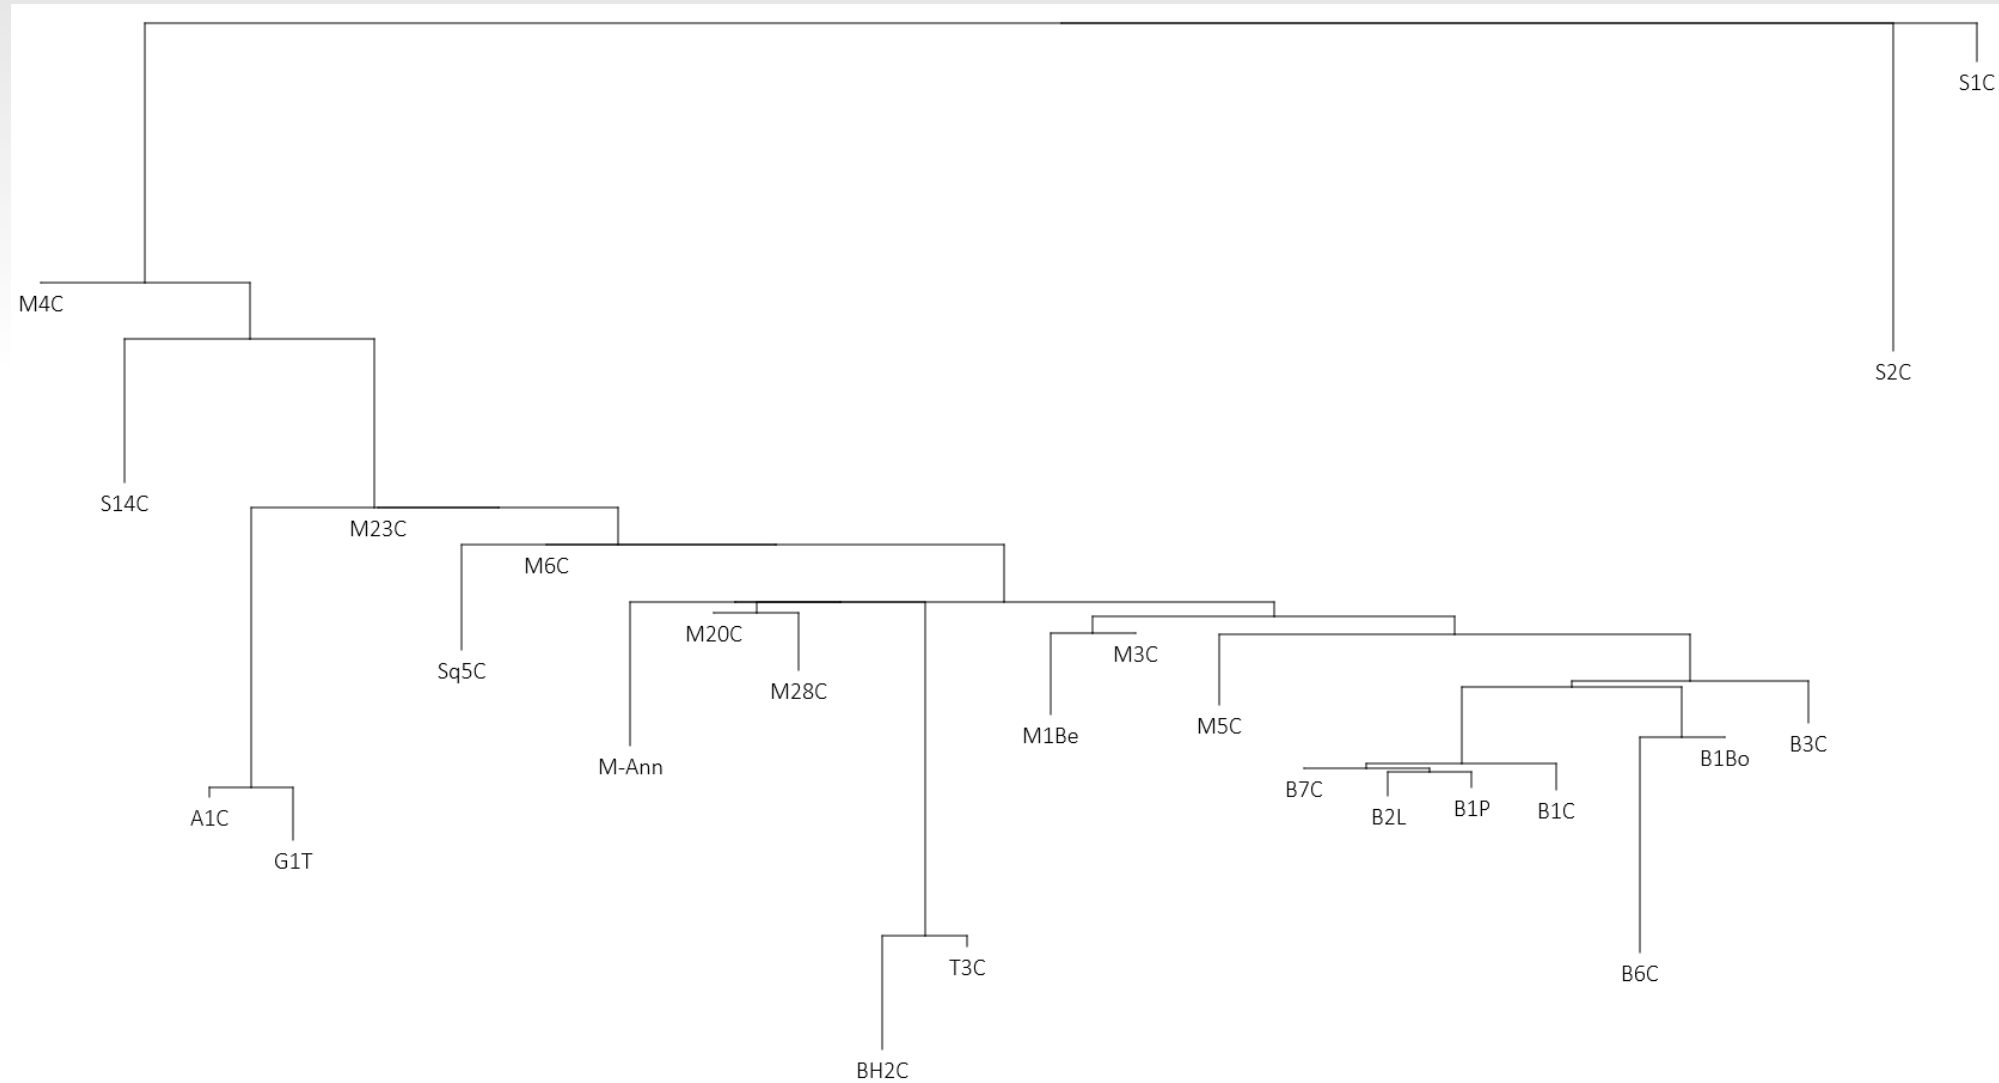 S1C
M4C
S2C
S14C
M23C
M6C
M20C
M3C
Sq5C
M28C
M5C
M1Be
B3C
B1Bo
M-Ann
B7C
B1P
B1C
B2L
A1C
G1T
T3C
B6C
BH2C